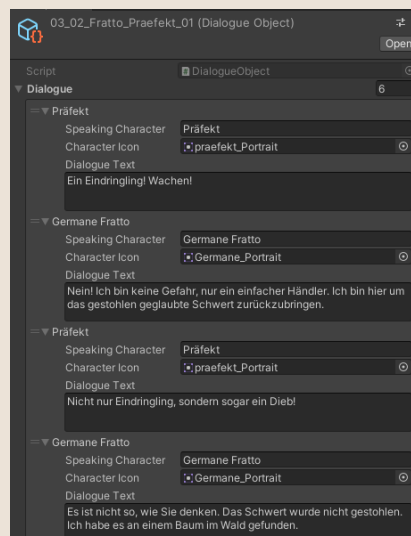 03_02_Fratto_Praefekt_01 (Dialogue Object)
Open
Script DialogueObject
Dialogue 6
Präfekt
Speaking Character Präfekt
Character Icon praefekt_Portrait
Dialogue Text
Ein Eindringling! Wachen!
Germane Fratto
Speaking Character Germane Fratto
Character Icon Germane_Portrait
Dialogue Text
Nein! Ich bin keine Gefahr, nur ein einfacher Händler. Ich bin hier um
das gestohlen geglaubte Schwert zurückzubringen.
Präfekt
Speaking Character Präfekt
Character Icon praefekt_Portrait
Dialogue Text
Nicht nur Eindringling, sondern sogar ein Dieb!
Germane Fratto
Speaking Character Germane Fratto
Character Icon Germane_Portrait
Dialogue Text
Es ist nicht so, wie Sie denken. Das Schwert wurde nicht gestohlen.
Ich habe es an einem Baum im Wald gefunden.